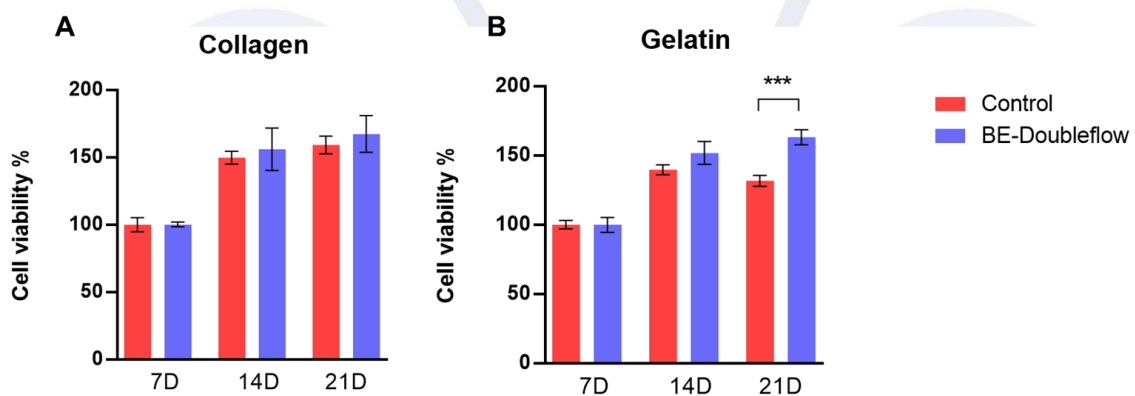 A
Collagen
Cell viability %
200
150
100
50
0
7D 14D 21D
B
Gelatin
Cell viability %
200
150
100
50
0
***
7D 14D 21D
Control
BE-Doubleflow